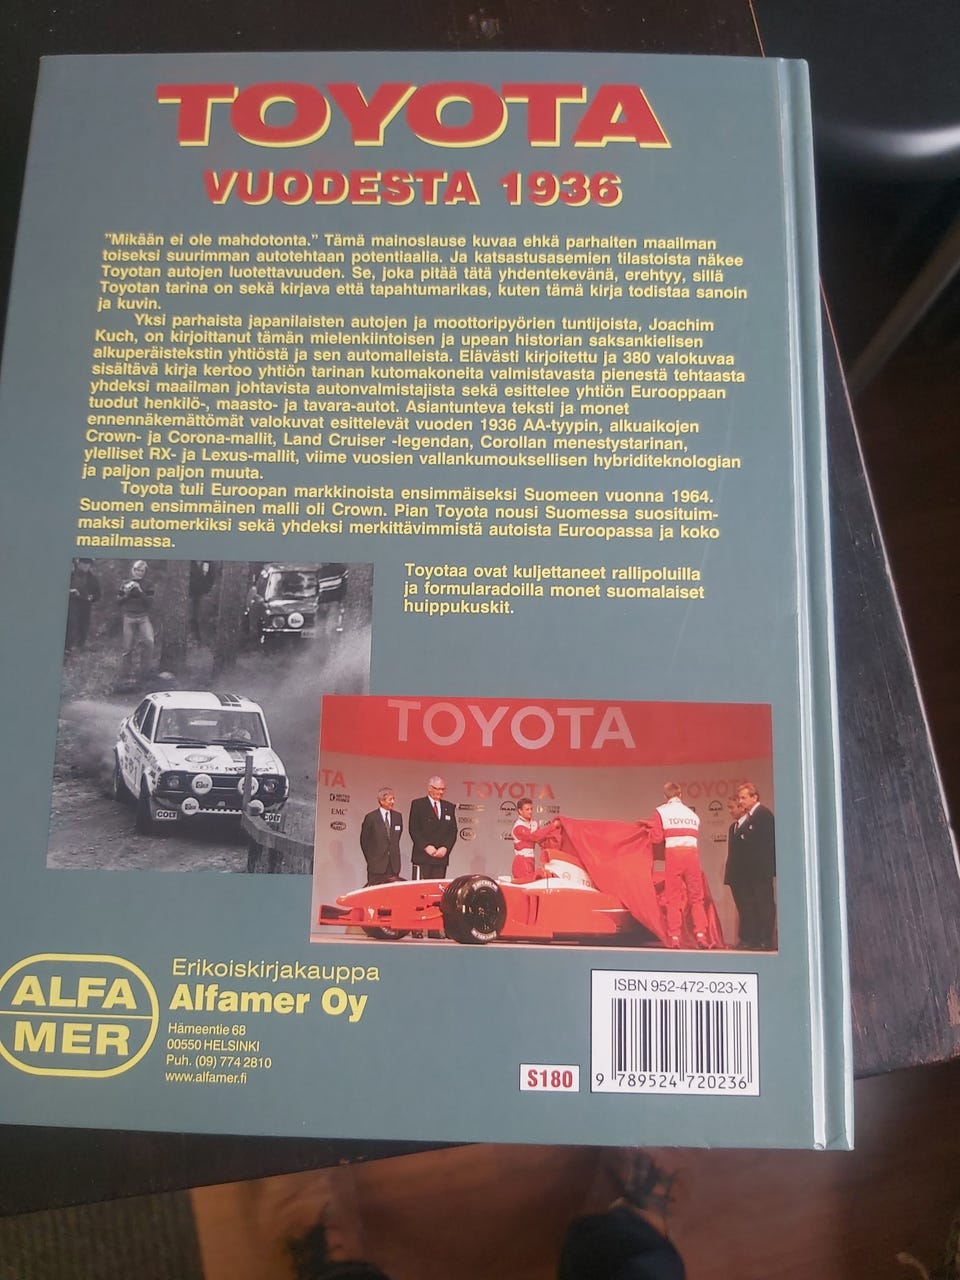 TOYOTA
VUODESTA 1936
"Mikään ei ole mahdotonta." Tämä mainoslause kuvaa ehkä parhaiten maailman
toiseksi suurimman autotehtaan potentiaalia. Ja katsastusasemien tilastoista näkee
Toyotan autojen luotettavuuden. Se, joka pitää tätä yhdentekevänä, erehtyy, sillä
Toyotan tarina on sekä kirjava että tapahtumarikas, kuten tämä kirja todistaa sanoin
ja kuvin.
Yksi parhaista japanilaisten autojen ja moottoripyörien tuntijoista, Joachim
Kuch, on kirjoittanut tämän mielenkiintoisen ja upean historian saksankielisen
alkuperäistekstin yhtiöstä ja sen automalleista. Elävästi kirjoitettu ja 380 valokuvaa
sisältävä kirja kertoo yhtiön tarinan kutomakoneita valmistavasta pienestä tehtaasta
yhdeksi maailman johtavista autonvalmistajista sekä esittelee yhtiön Eurooppaan
tuodut henkilö-, maasto- ja tavara-autot. Asiantunteva teksti ja monet
ennennäkemättömät valokuvat esittelevät vuoden 1936 AA-tyypin, alkuaikojen
Crown- ja Corona-mallit, Land Cruiser -legendan, Corollan menestystarinan,
ylelliset RX- ja Lexus-mallit, viime vuosien vallankumouksellisen hybriditeknologian
ja paljon paljon muuta.
Toyota tuli Euroopan markkinoista ensimmäiseksi Suomeen vuonna 1964.
Suomen ensimmäinen malli oli Crown. Pian Toyota nousi Suomessa suosituim-
maksi automerkiksi sekä yhdeksi merkittävimmistä autoista Euroopassa ja koko
maailmassa.
Toyotaa ovat kuljettaneet rallipoluilla
ja formularadoilla monet suomalaiset
huippukuskit.
COLT
COLT
TOYOTA
TA
TOYOTA
TOYOTA
EMC
TOYOTA
ALFA
MER
Erikoiskirjakauppa
Alfamer Oy
Hämeentie 68
00550 HELSINKI
Puh. (09) 774 2810
www.alfamer.fi
S180
ISBN 952-472-023-X
9 789524 720236